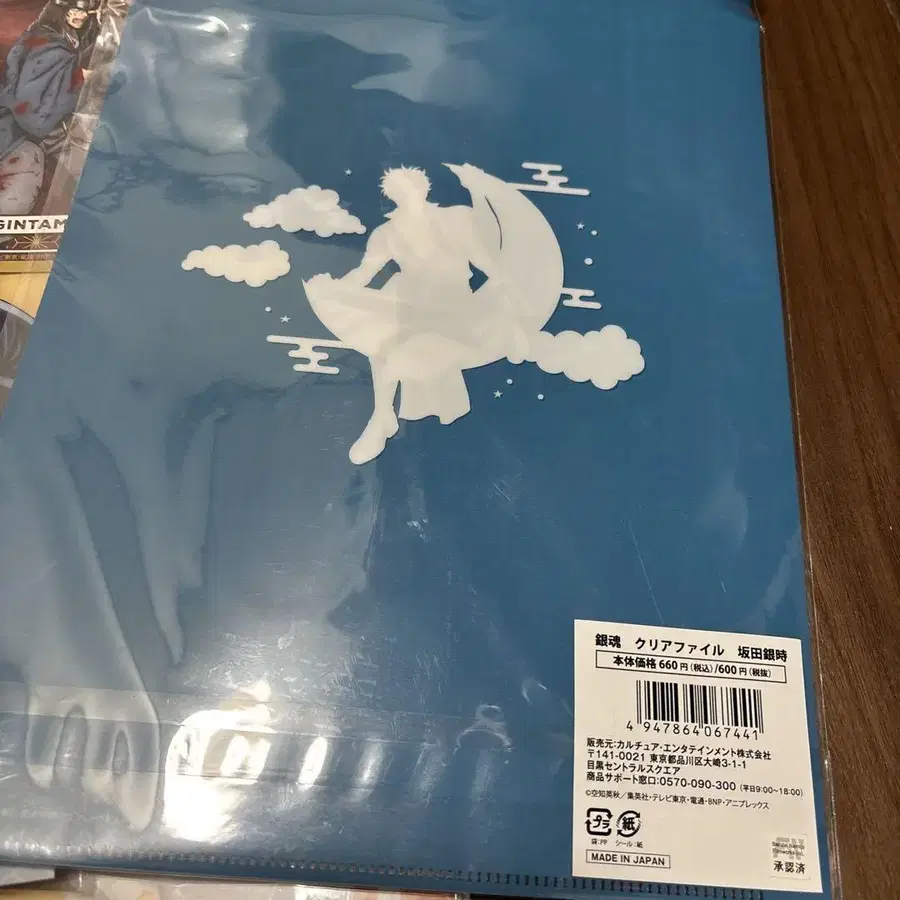 GINTAM
銀魂 クリアファイル 坂田銀時
本体価格 660円(税込)/600円(税抜)
4 947864 067441
販売元:カルチュア・エンタテインメント株式会社
〒141-0021 東京都品川区大崎3-1-1
目黒セントラルスクエア
商品サポート窓口:0570-090-300 (平日9:00~18:00)
©空知英秋/集英社・テレビ東京・電通・BNP・アニプレックス
プラ 紙
袋:PP シール:紙
MADE IN JAPAN
承認済